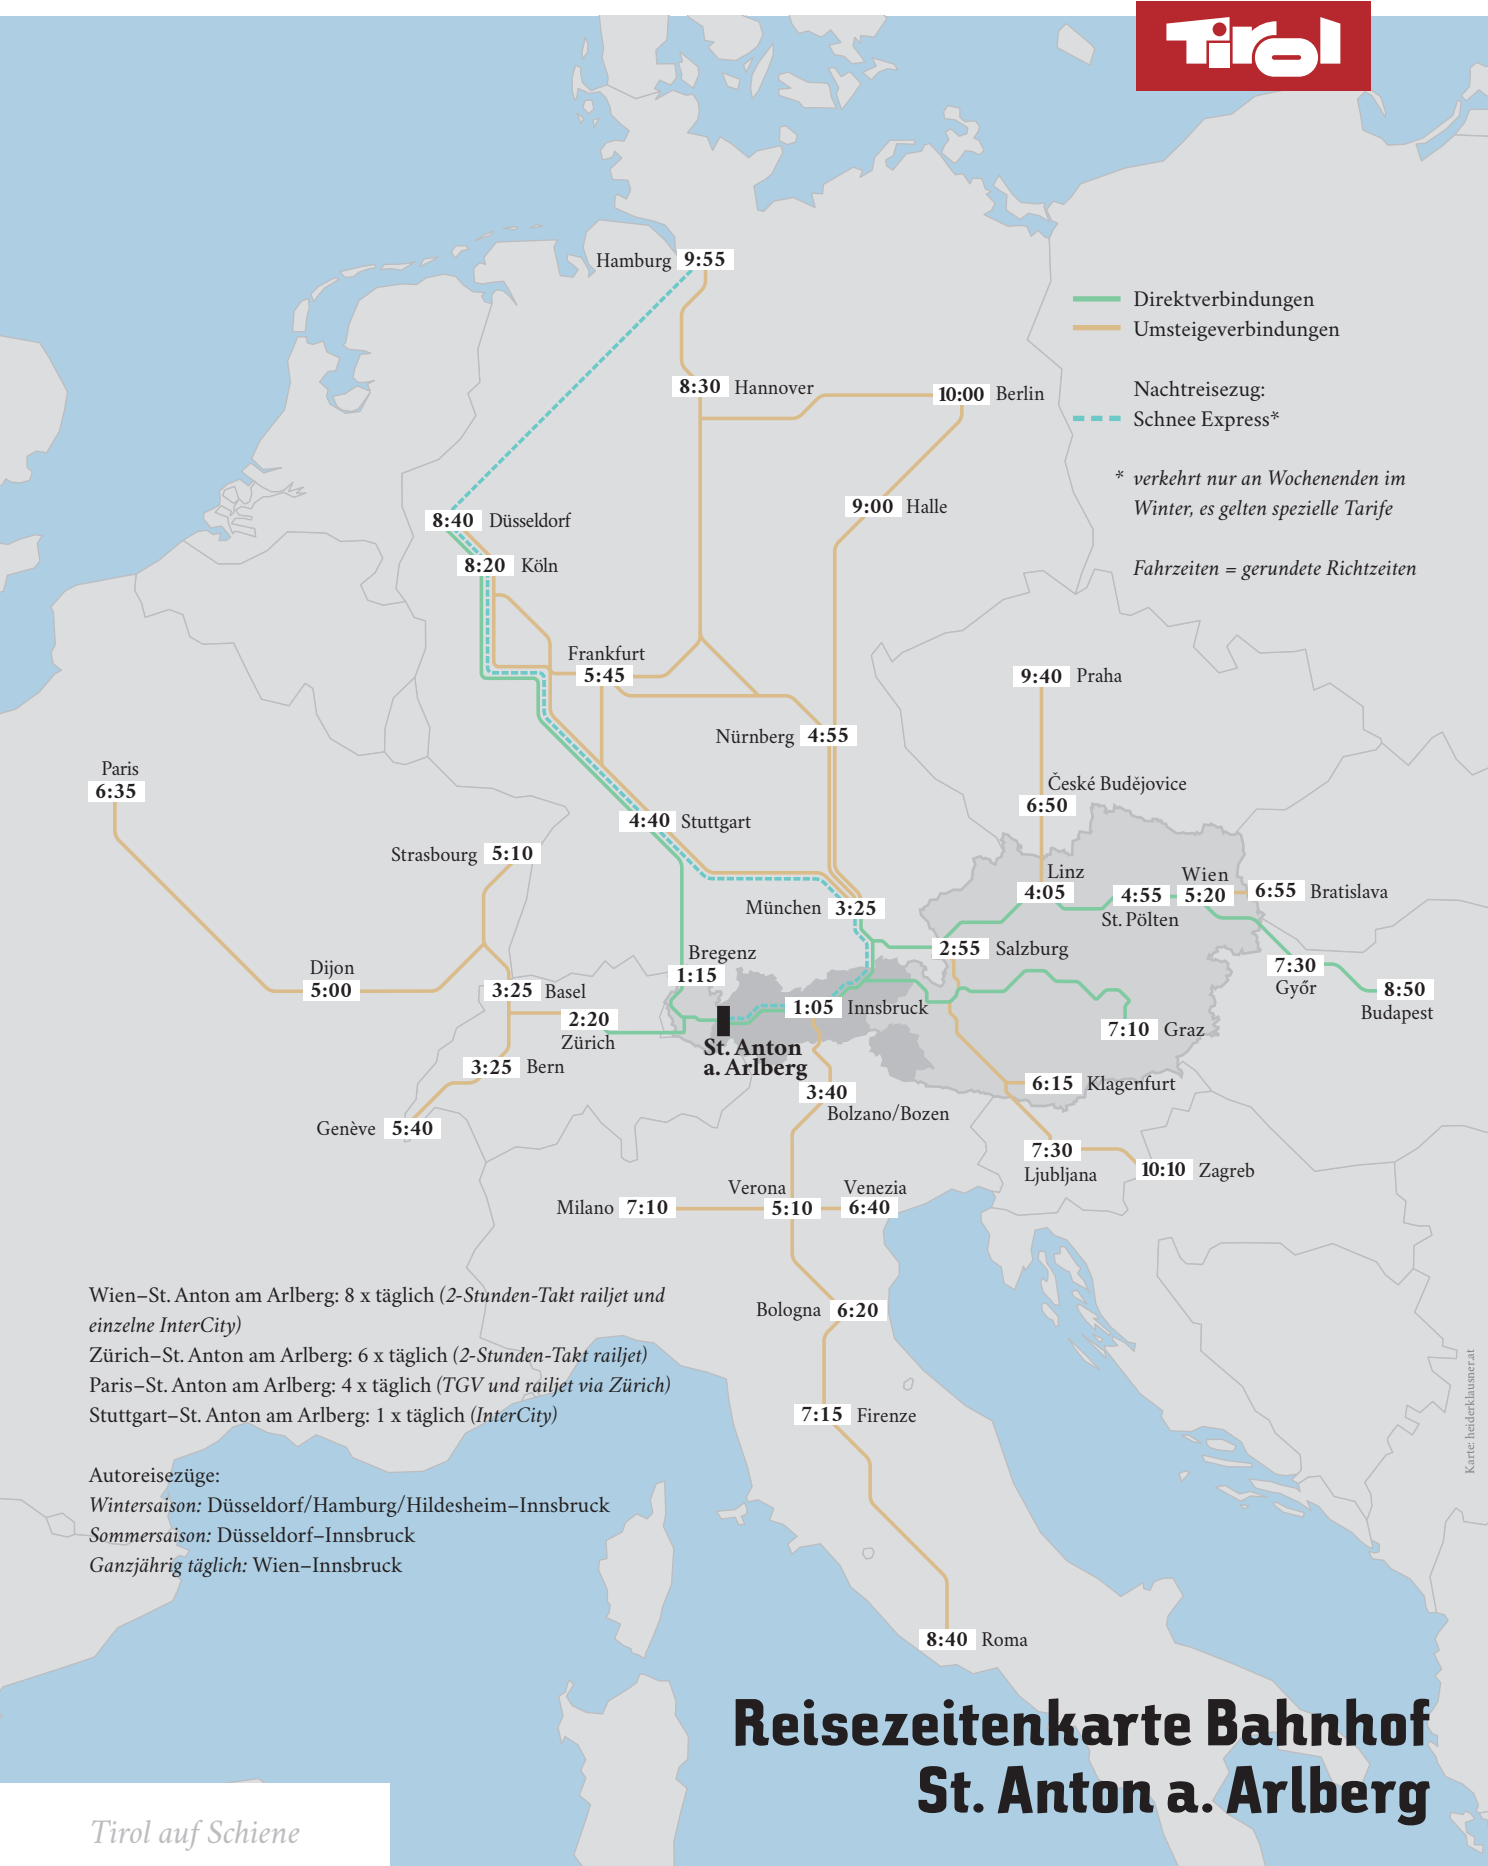 Tirol
Hamburg 9:55
Direktverbindungen
Umsteigeverbindungen
8:30 Hannover
10:00 Berlin
Nachtreisezug:
Schnee Express*
* verkehrt nur an Wochenenden im
Winter, es gelten spezielle Tarife
9:00 Halle
8:40 Düsseldorf
8:20 Köln
Fahrzeiten = gerundete Richtzeiten
Frankfurt
5:45
9:40 Praha
Nürnberg 4:55
Paris
6:35
České Budějovice
6:50
4:40 Stuttgart
Strasbourg 5:10
Linz
4:05
Wien
4:55 5:20
St. Pölten
6:55 Bratislava
München 3:25
2:55 Salzburg
Bregenz
1:15
Dijon
5:00
3:25 Basel
7:30
Győr
8:50
Budapest
2:20
Zürich
1:05 Innsbruck
7:10 Graz
St. Anton
a. Arlberg
3:25 Bern
6:15 Klagenfurt
3:40
Bolzano/Bozen
Genève 5:40
7:30
Ljubljana
10:10 Zagreb
Verona
5:10
Venezia
6:40
Milano 7:10
Wien–St. Anton am Arlberg: 8 x täglich (2-Stunden-Takt railjet und
einzelne InterCity)
Zürich–St. Anton am Arlberg: 6 x täglich (2-Stunden-Takt railjet)
Paris–St. Anton am Arlberg: 4 x täglich (TGV und railjet via Zürich)
Stuttgart–St. Anton am Arlberg: 1 x täglich (InterCity)
Bologna 6:20
7:15 Firenze
Karte: heiderklausner.at
Autoreisezüge:
Wintersaison: Düsseldorf/Hamburg/Hildesheim–Innsbruck
Sommersaison: Düsseldorf–Innsbruck
Ganzjährig täglich: Wien–Innsbruck
8:40 Roma
Reisezeitenkarte Bahnhof
St. Anton a. Arlberg
Tirol auf Schiene